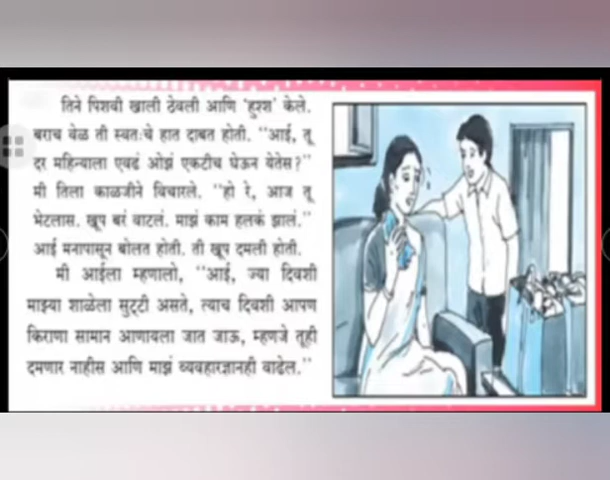 तिने पिशवी खाली ठेवली आणि 'हुश्श' केले.
बराच वेळ ती स्वतःचे हात दाबत होती. "आई, तू
दर महिन्याला एवढं ओझं एकटीच घेऊन येतेस?"
मी तिला काळजीने विचारले. "हो रे, आज तू
भेटलास. खूप बरं वाटलं. माझं काम हलकं झालं."
आई मनापासून बोलत होती. ती खूप दमली होती.
मी आईला म्हणालो, "आई, ज्या दिवशी
माझ्या शाळेला सुट्टी असते, त्याच दिवशी आपण
किराणा सामान आणायला जात जाऊ, म्हणजे तूही
दमणार नाहीस आणि माझं व्यवहारज्ञानही वाढेल."